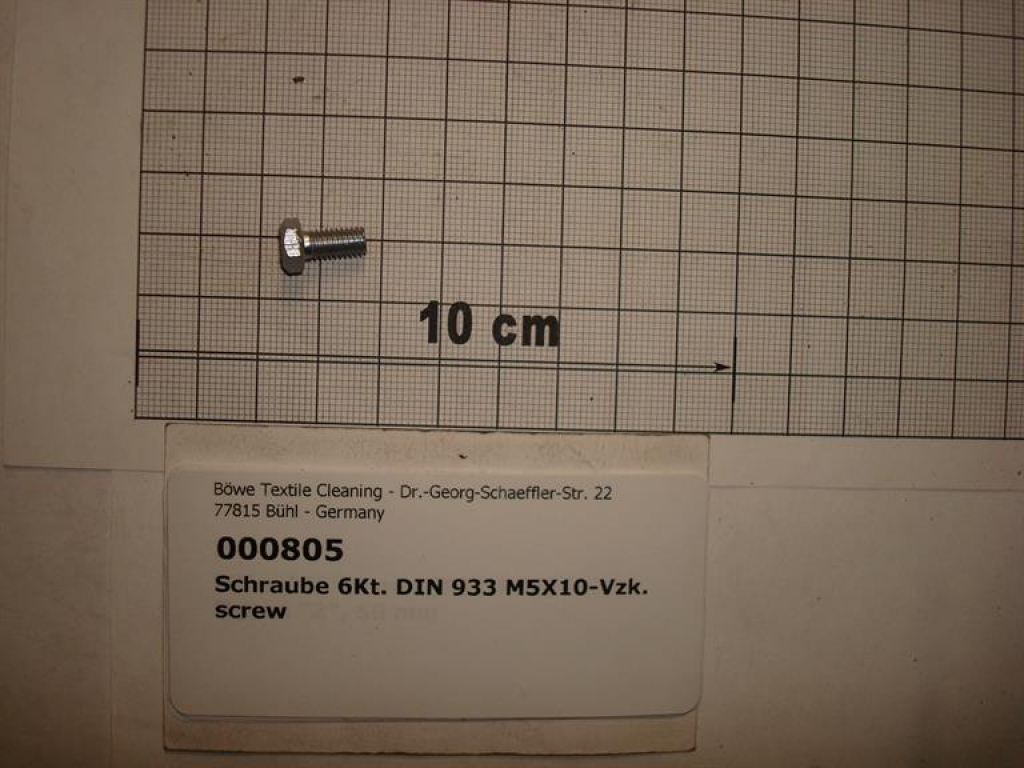 10 cm
Böwe Textile Cleaning - Dr.-Georg-Schaeffler-Str. 22
77815 Bühl - Germany
000805
Schraube 6Kt. DIN 933 M5X10-Vzk.
screw